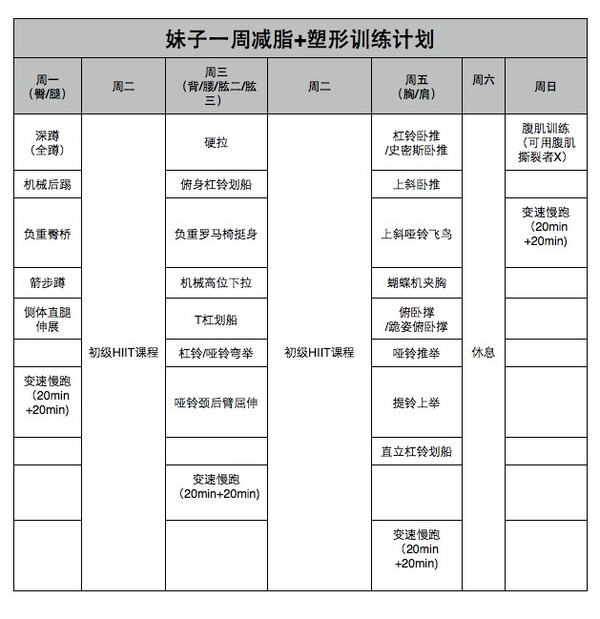 妹子一周减脂+塑形训练计划
周一
（臀/腿）
周二
周三
（背/腰/肱二/肱
三）
周二
周五
（胸/肩）
周六
周日
深蹲
（全蹲）
机械后踢
负重臀桥
箭步蹲
侧体直腿
伸展
变速慢跑
（20min
+20min)
初级HIIT课程
硬拉
俯身杠铃划船
负重罗马椅挺身
机械高位下拉
T杠划船
杠铃/哑铃弯举
哑铃颈后臂屈伸
变速慢跑
（20min+20min)
初级HIIT课程
杠铃卧推
/史密斯卧推
上斜卧推
上斜哑铃飞鸟
蝴蝶机夹胸
俯卧撑
/跪姿俯卧撑
哑铃推举
提铃上举
直立杠铃划船
变速慢跑
（20min
+20min)
休息
腹肌训练
（可用腹肌
撕裂者X）
变速慢跑
（20min
+20min)